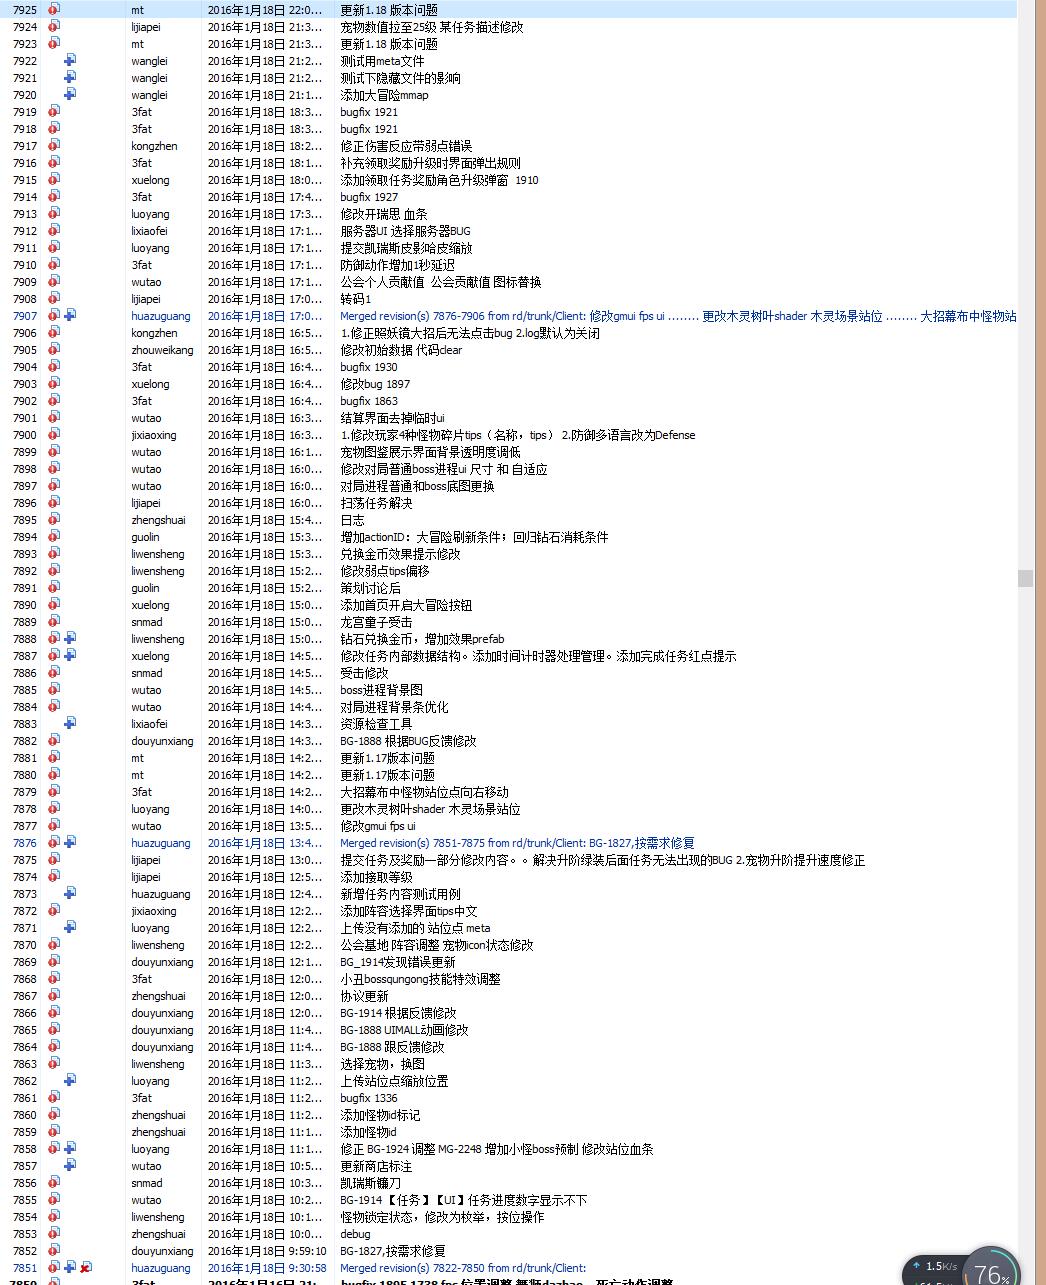 7925 mt 2016年1月18日 22:0... 更新1.18 版本问题
7924 lijiapei 2016年1月18日 21:3... 宠物数值拉至25级 某任务描述修改
7923 mt 2016年1月18日 21:3... 更新1.18 版本问题
7922 wanglei 2016年1月18日 21:2... 测试用meta文件
7921 wanglei 2016年1月18日 21:2... 测试下隐藏文件的影响
7920 wanglei 2016年1月18日 21:1... 添加大冒险mmap
7919 3fat 2016年1月18日 18:3... bugfix 1921
7918 3fat 2016年1月18日 18:3... bugfix 1921
7917 kongzhen 2016年1月18日 18:2... 修正伤害反应带弱点错误
7916 3fat 2016年1月18日 18:1... 补充领取奖励升级时界面弹出规则
7915 xuelong 2016年1月18日 18:0... 添加领取任务奖励角色升级弹窗 1910
7914 3fat 2016年1月18日 17:4... bugfix 1927
7913 luoyang 2016年1月18日 17:3... 修改开瑞思 血条
7912 lixiaofei 2016年1月18日 17:1... 服务器UI 选择服务器BUG
7911 luoyang 2016年1月18日 17:1... 提交凯瑞斯皮影哈皮缩放
7910 3fat 2016年1月18日 17:1... 防御动作增加1秒延迟
7909 wutao 2016年1月18日 17:1... 公会个人贡献值 公会贡献值 图标替换
7908 lijiapei 2016年1月18日 17:0... 转码1
7907 huazuguang 2016年1月18日 17:0... Merged revision(s) 7876-7906 from rd/trunk/Client: 修改gmui fps ui ........ 更改木灵树叶shader 木灵场景站位 ........ 大招幕布中怪物站
7906 kongzhen 2016年1月18日 16:5... 1.修正照妖镜大招后无法点击bug 2.log默认为关闭
7905 zhouweikang 2016年1月18日 16:4... 修改初始数据 代码clear
7904 3fat 2016年1月18日 16:4... bugfix 1930
7903 xuelong 2016年1月18日 16:4... 修改bug 1897
7902 3fat 2016年1月18日 16:4... bugfix 1863
7901 wutao 2016年1月18日 16:3... 结算界面去掉临时ui
7900 jixiaoxing 2016年1月18日 16:3... 1.修改玩家4种怪物碎片tips（名称，tips） 2.防御多语言改为Defense
7899 wutao 2016年1月18日 16:1... 宠物图鉴展示界面背景透明度调低
7898 wutao 2016年1月18日 16:0... 修改对局普通boss进程ui 尺寸 和 自适应
7897 wutao 2016年1月18日 16:0... 对局进程普通和boss底图更换
7896 lijiapei 2016年1月18日 16:0... 扫荡任务解决
7895 zhengshuai 2016年1月18日 15:4... 日志
7894 guolin 2016年1月18日 15:3... 增加actionID：大冒险刷新条件；回归钻石消耗条件
7893 liwensheng 2016年1月18日 15:3... 兑换金币效果提示修改
7892 liwensheng 2016年1月18日 15:2... 修改弱点tips偏移
7891 guolin 2016年1月18日 15:2... 策划讨论后
7890 xuelong 2016年1月18日 15:0... 添加首页开启大冒险按钮
7889 snmad 2016年1月18日 15:0... 龙宫童子受击
7888 liwensheng 2016年1月18日 15:0... 钻石兑换金币，增加效果prefab
7887 xuelong 2016年1月18日 14:5... 修改任务内部数据结构。添加时间计时器处理管理。添加完成任务红点提示
7886 snmad 2016年1月18日 14:5... 受击修改
7885 wutao 2016年1月18日 14:5... boss进程背景图
7884 wutao 2016年1月18日 14:4... 对局进程背景条优化
7883 lixiaofei 2016年1月18日 14:3... 资源检查工具
7882 douyunxiang 2016年1月18日 14:3... BG-1888 根据BUG反馈修改
7881 mt 2016年1月18日 14:2... 更新1.17版本问题
7880 mt 2016年1月18日 14:2... 更新1.17版本问题
7879 3fat 2016年1月18日 14:2... 大招幕布中怪物站位点向右移动
7878 luoyang 2016年1月18日 14:0... 更改木灵树叶shader 木灵场景站位
7877 wutao 2016年1月18日 13:5... 修改gmui fps ui
7876 huazuguang 2016年1月18日 13:4... Merged revision(s) 7851-7875 from rd/trunk/Client: BG-1827,按需求修复
7875 lijiapei 2016年1月18日 13:0... 提交任务及奖励一部分修改内容。。解决升阶绿装后面任务无法出现的BUG 2.宠物升阶提升速度修正
7874 lijiapei 2016年1月18日 12:5... 添加接取等级
7873 huazuguang 2016年1月18日 12:4... 新增任务内容测试用例
7872 jixiaoxing 2016年1月18日 12:2... 添加阵容选择界面tips中文
7871 luoyang 2016年1月18日 12:2... 上传没有添加的 站位点 meta
7870 liwensheng 2016年1月18日 12:2... 公会基地 阵容调整 宠物icon状态修改
7869 douyunxiang 2016年1月18日 12:1... BG_1914发现错误更新
7868 3fat 2016年1月18日 12:0... 小丑bossqungong技能特效调整
7867 zhengshuai 2016年1月18日 12:0... 协议更新
7866 douyunxiang 2016年1月18日 12:0... BG-1914 根据反馈修改
7865 douyunxiang 2016年1月18日 11:4... BG-1888 UIMALL动画修改
7864 douyunxiang 2016年1月18日 11:4... BG-1888 跟反馈修改
7863 liwensheng 2016年1月18日 11:3... 选择宠物，换图
7862 luoyang 2016年1月18日 11:2... 上传站位点缩放位置
7861 3fat 2016年1月18日 11:2... bugfix 1336
7860 zhengshuai 2016年1月18日 11:2... 添加怪物id标记
7859 zhengshuai 2016年1月18日 11:1... 添加怪物id
7858 luoyang 2016年1月18日 11:1... 修正 BG-1924 调整 MG-2248 增加小怪boss预制 修改站位血条
7857 wutao 2016年1月18日 10:5... 更新商店标注
7856 snmad 2016年1月18日 10:3... 凯瑞斯镰刀
7855 wutao 2016年1月18日 10:2... BG-1914 【任务】【UI】任务进度数字显示不下
7854 liwensheng 2016年1月18日 10:1... 怪物锁定状态，修改为枚举，按位操作
7853 zhengshuai 2016年1月18日 10:0... debug
7852 douyunxiang 2016年1月18日 9:59:10 BG-1827,按需求修复
7851 huazuguang 2016年1月18日 9:30:58 Merged revision(s) 7822-7850 from rd/trunk/Client:
1.5K/s
76%